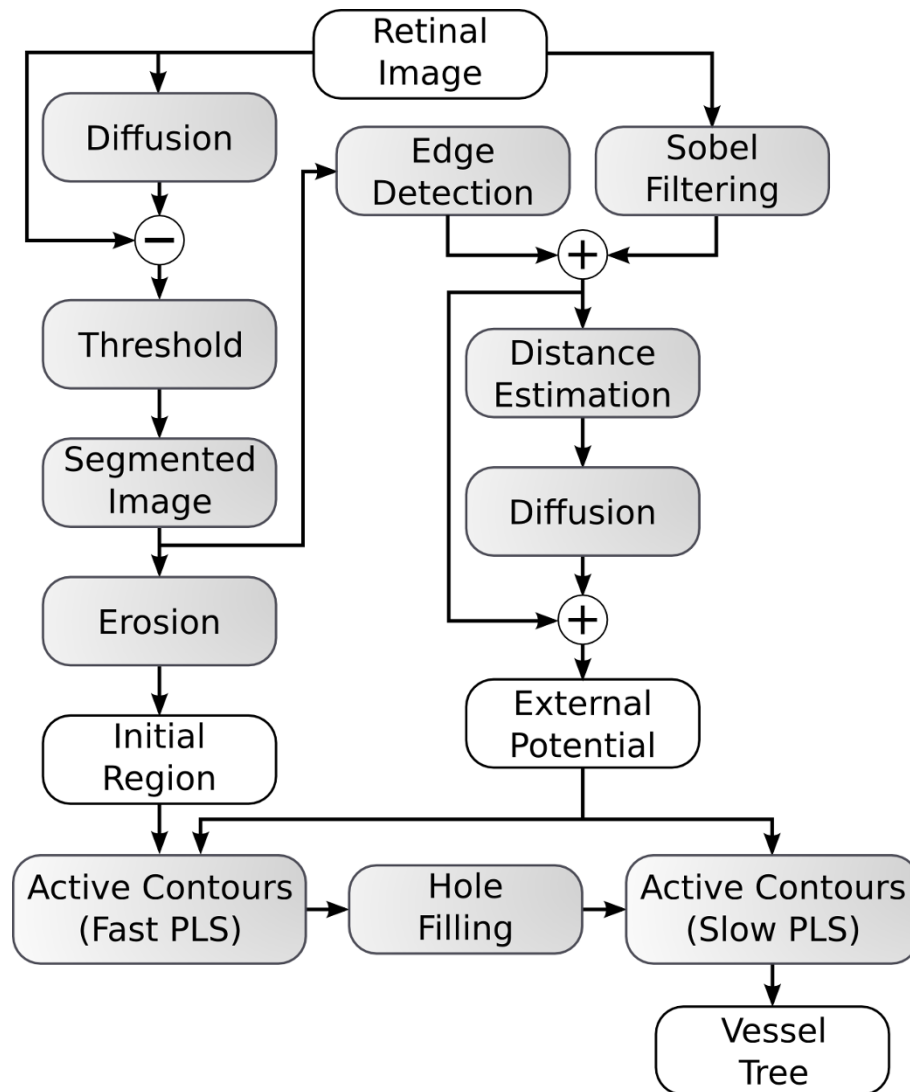 Retinal
Image
Diffusion
Edge
Detection
Sobel
Filtering
−
+
Threshold
Distance
Estimation
Segmented
Image
Diffusion
Erosion
+
External
Potential
Initial
Region
Active Contours
(Fast PLS)
Hole
Filling
Active Contours
(Slow PLS)
Vessel
Tree